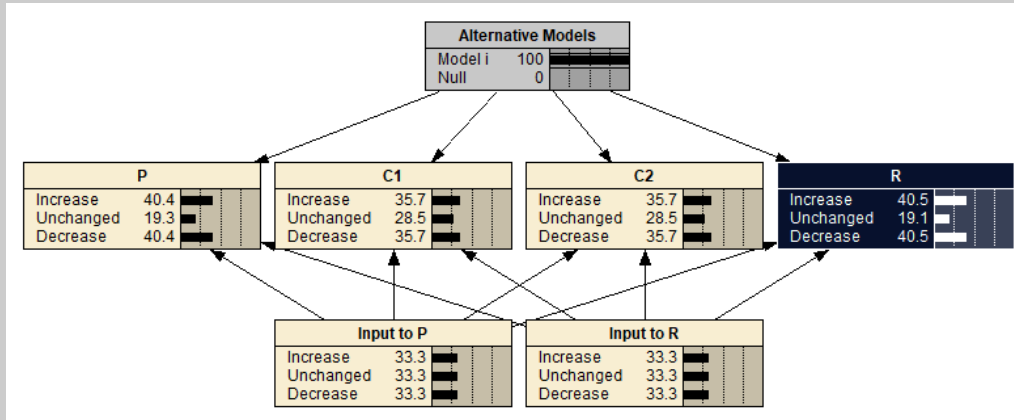 Alternative Models
Model i 100
Null 0
P
Increase 40.4
Unchanged 19.3
Decrease 40.4
C1
Increase 35.7
Unchanged 28.5
Decrease 35.7
C2
Increase 35.7
Unchanged 28.5
Decrease 35.7
R
Increase 40.5
Unchanged 19.1
Decrease 40.5
Input to P
Increase 33.3
Unchanged 33.3
Decrease 33.3
Input to R
Increase 33.3
Unchanged 33.3
Decrease 33.3